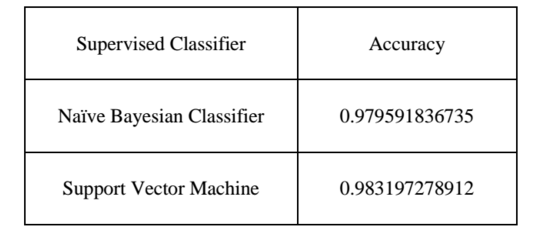 Supervised Classifier Accuracy
Naïve Bayesian Classifier 0.979591836735
Support Vector Machine 0.983197278912